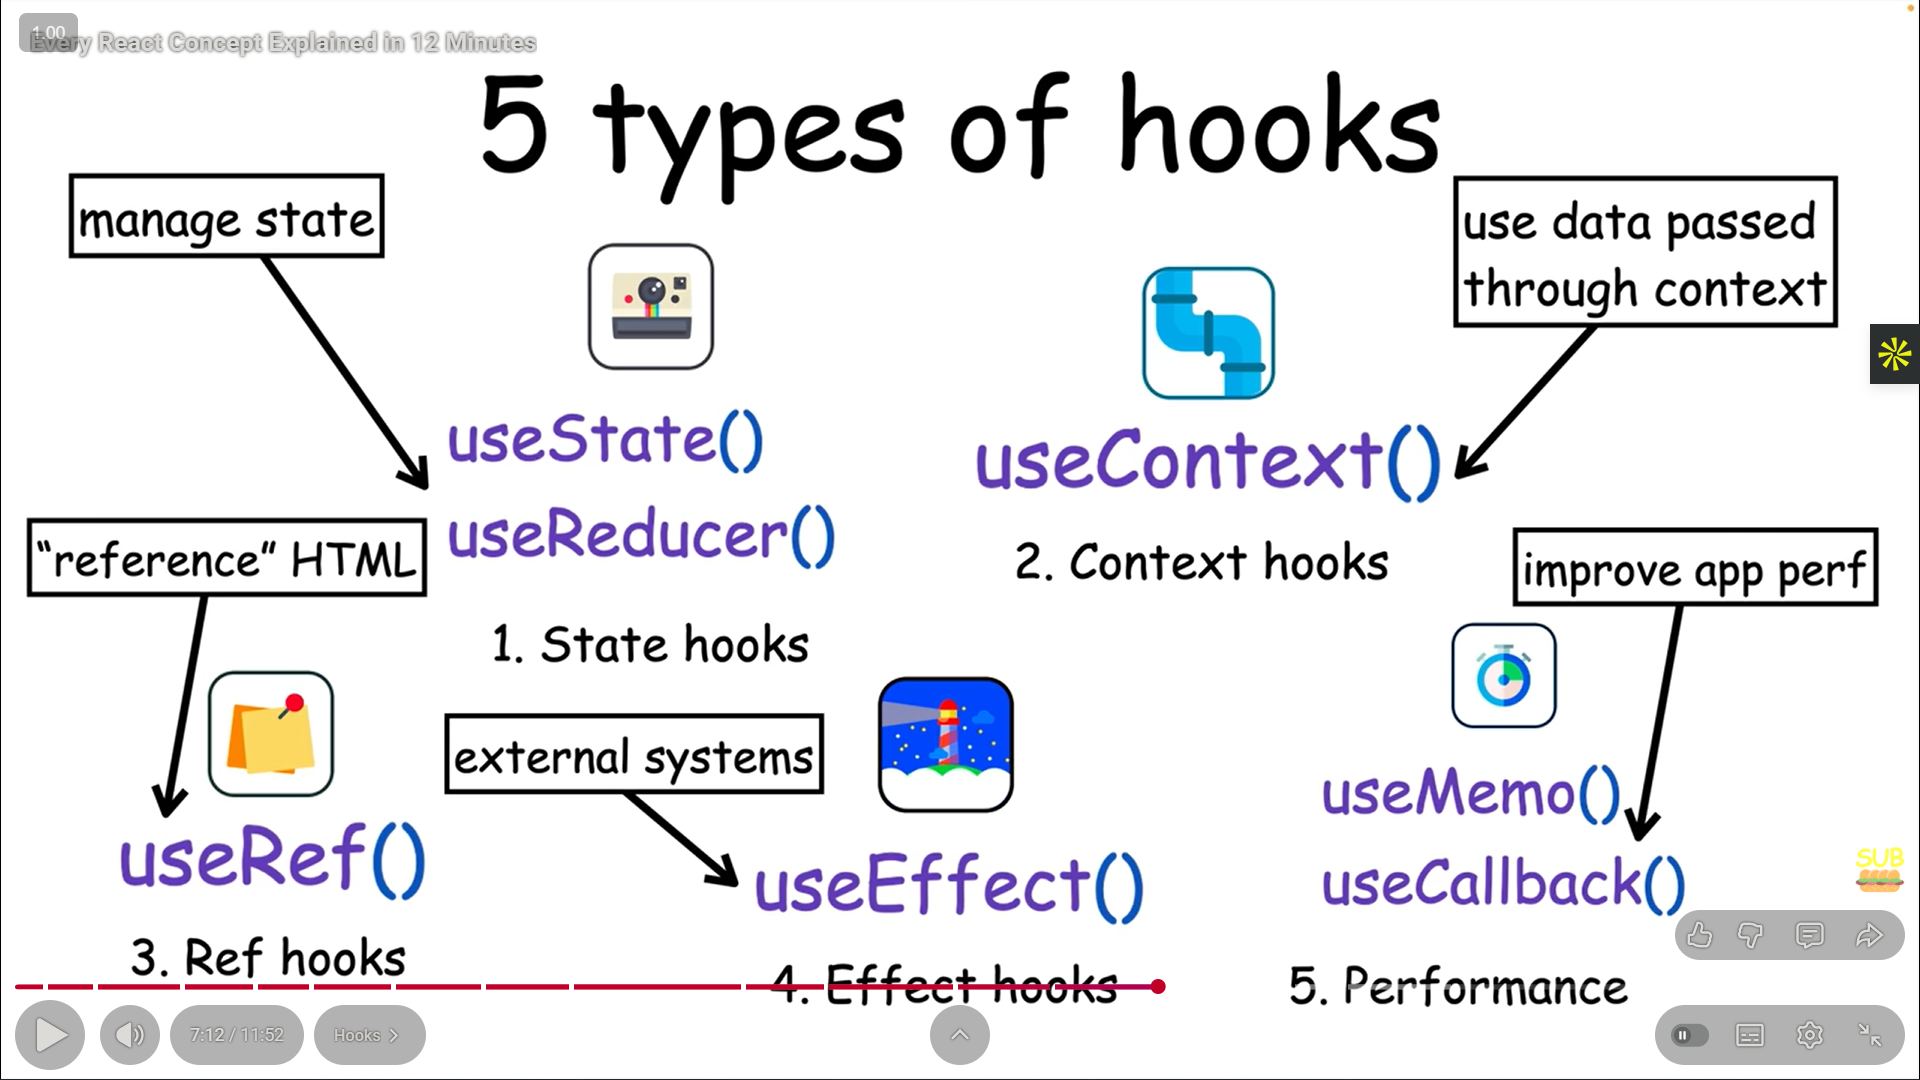 1.00
Every React Concept Explained in 12 Minutes
5 types of hooks
manage state
use data passed
through context
useState()
useReducer()
1. State hooks
useContext()
2. Context hooks
"reference" HTML
improve app perf
external systems
useRef()
3. Ref hooks
useEffect()
4. Effect hooks
useMemo()
useCallback()
5. Performance
SUB
7:12 / 11:52
Hooks